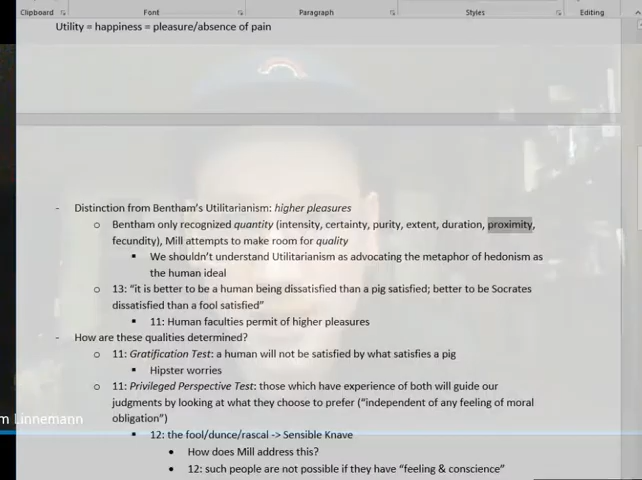 Clipboard
Font
Paragraph
Styles
Editing
Utility = happiness = pleasure/absence of pain
- Distinction from Bentham's Utilitarianism: higher pleasures
o Bentham only recognized quantity (intensity, certainty, purity, extent, duration, proximity,
fecundity), Mill attempts to make room for quality
▪ We shouldn't understand Utilitarianism as advocating the metaphor of hedonism as
the human ideal
o 13: "it is better to be a human being dissatisfied than a pig satisfied; better to be Socrates
dissatisfied than a fool satisfied"
▪ 11: Human faculties permit of higher pleasures
- How are these qualities determined?
o 11: Gratification Test: a human will not be satisfied by what satisfies a pig
▪ Hipster worries
o 11: Privileged Perspective Test: those which have experience of both will guide our
judgments by looking at what they choose to prefer ("independent of any feeling of moral
obligation")
m Linnemann
▪ 12: the fool/dunce/rascal -> Sensible Knave
• How does Mill address this?
• 12: such people are not possible if they have "feeling & conscience"